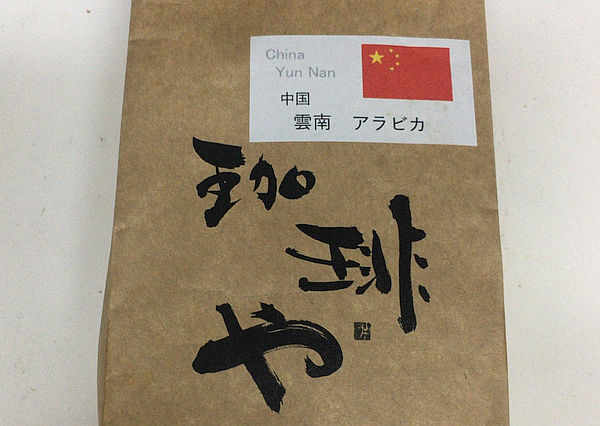 China
Yun Nan
中国
雲南　アラビカ
珈琲や